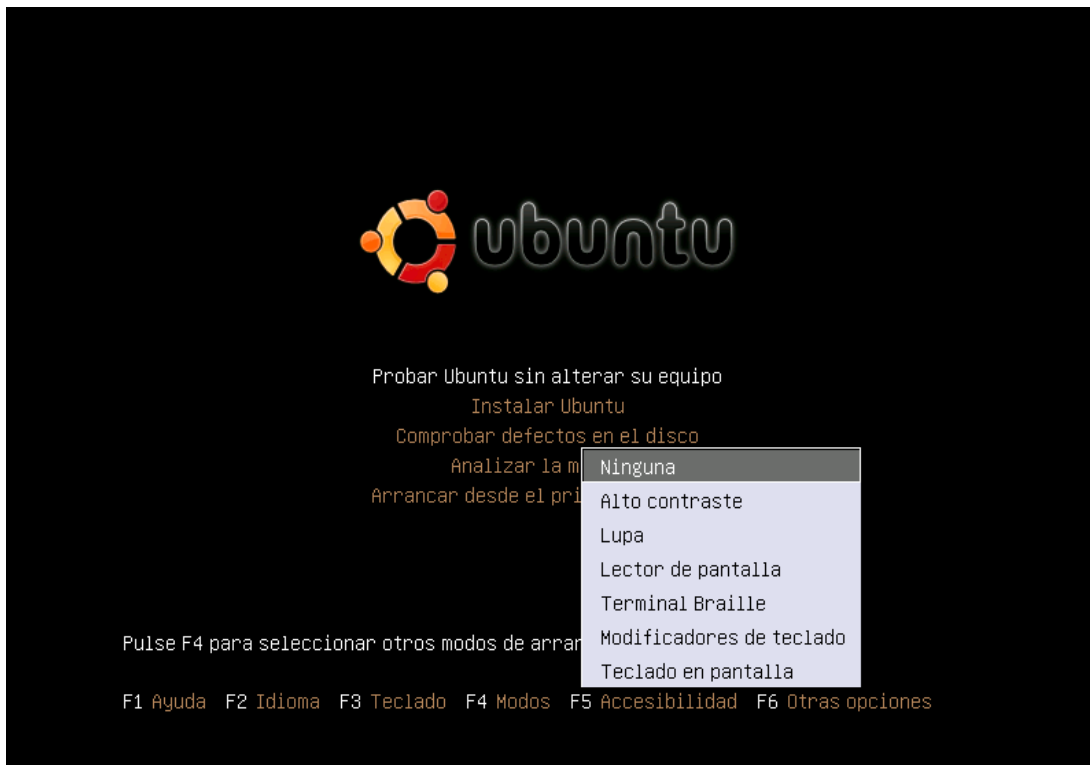 ubuntu
Probar Ubuntu sin alterar su equipo
Instalar Ubuntu
Comprobar defectos en el disco
Analizar la
Arrancar desde el
Ninguna
Alto contraste
Lupa
Lector de pantalla
Terminal Braille
Modificadores de teclado
Teclado en pantalla
Pulse F4 para seleccionar otros modos de
F1 Ayuda F2 Idioma F3 Teclado F4 Modos F5 Accesibilidad F6 Otras opciones